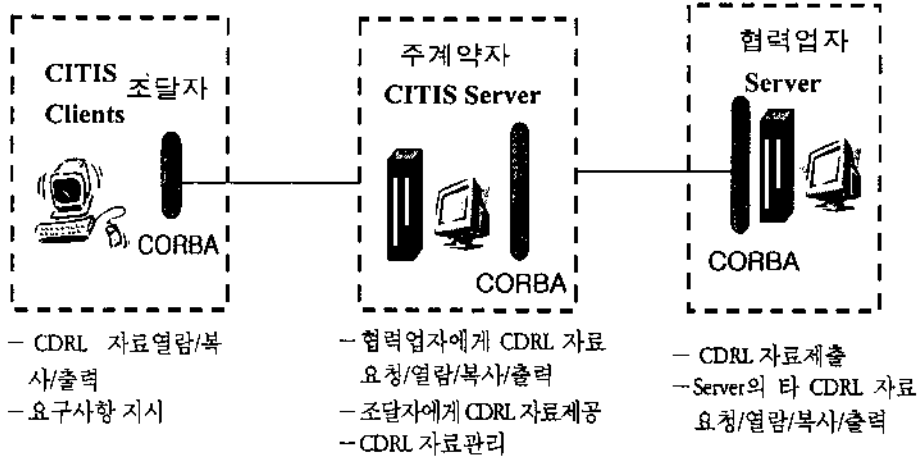 CITIS 조달자
Clients
CORBA
- CDRL 자료열람/복
사/출력
- 요구사항 지시
주계약자
CITIS Server
CORBA
- 협력업자에게 CDRL 자료
요청/열람/복사/출력
- 조달자에게 CDRL 자료제공
- CDRL 자료관리
협력업자
Server
CORBA
- CDRL 자료제출
- Server의 타 CDRL 자료
요청/열람/복사/출력